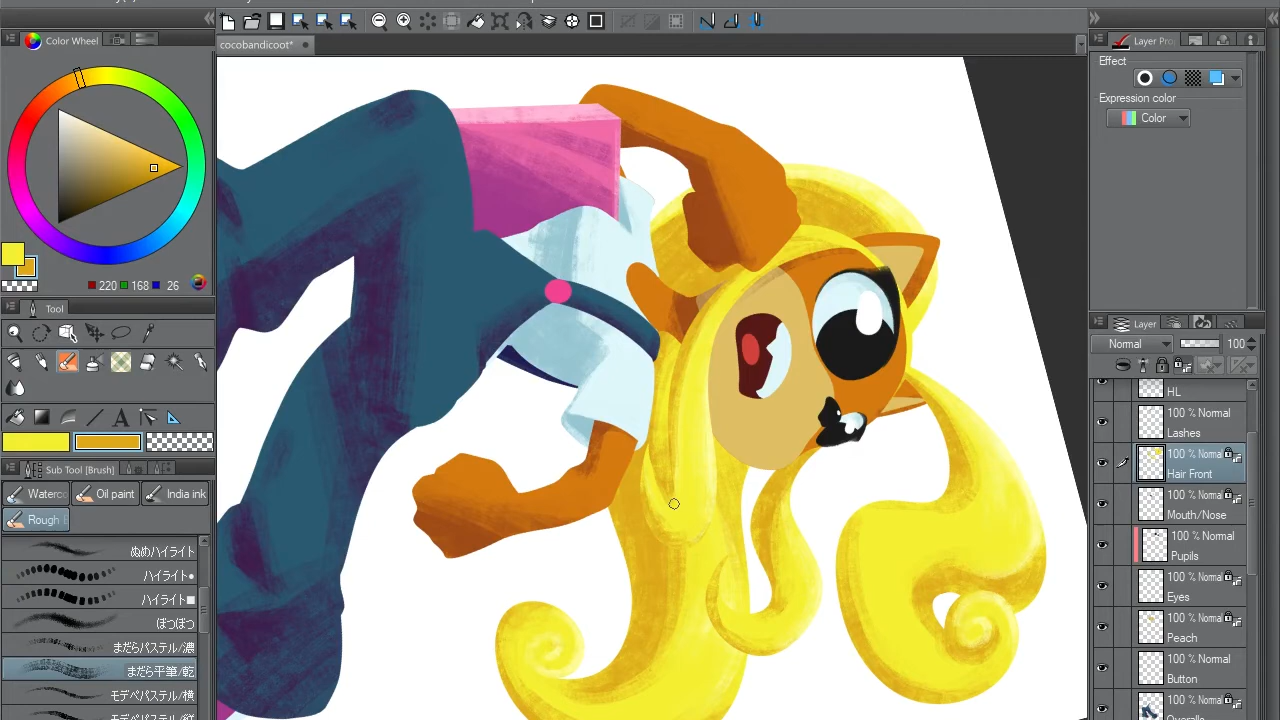 cocobandicoot*
Color Wheel
220 168 26
Tool
Sub Tool [Brush]
Oil paint
India ink
Rough
ぬめハイライト
ハイライト●
ハイライト■
ぼつぼつ
まだらパステル/濃
まだら平筆/乾
モデペパステル/横
Layer Pro
Effect
Expression color
Color
Layer
Normal 100
HL
100 % Normal
Lashes
100 % Norma
Hair Front
100 % Norma
Mouth/Nose
100 % Normal
Pupils
100 % Norma
Eyes
100 % Norma
Peach
100 % Normal
Button
100 % Norma